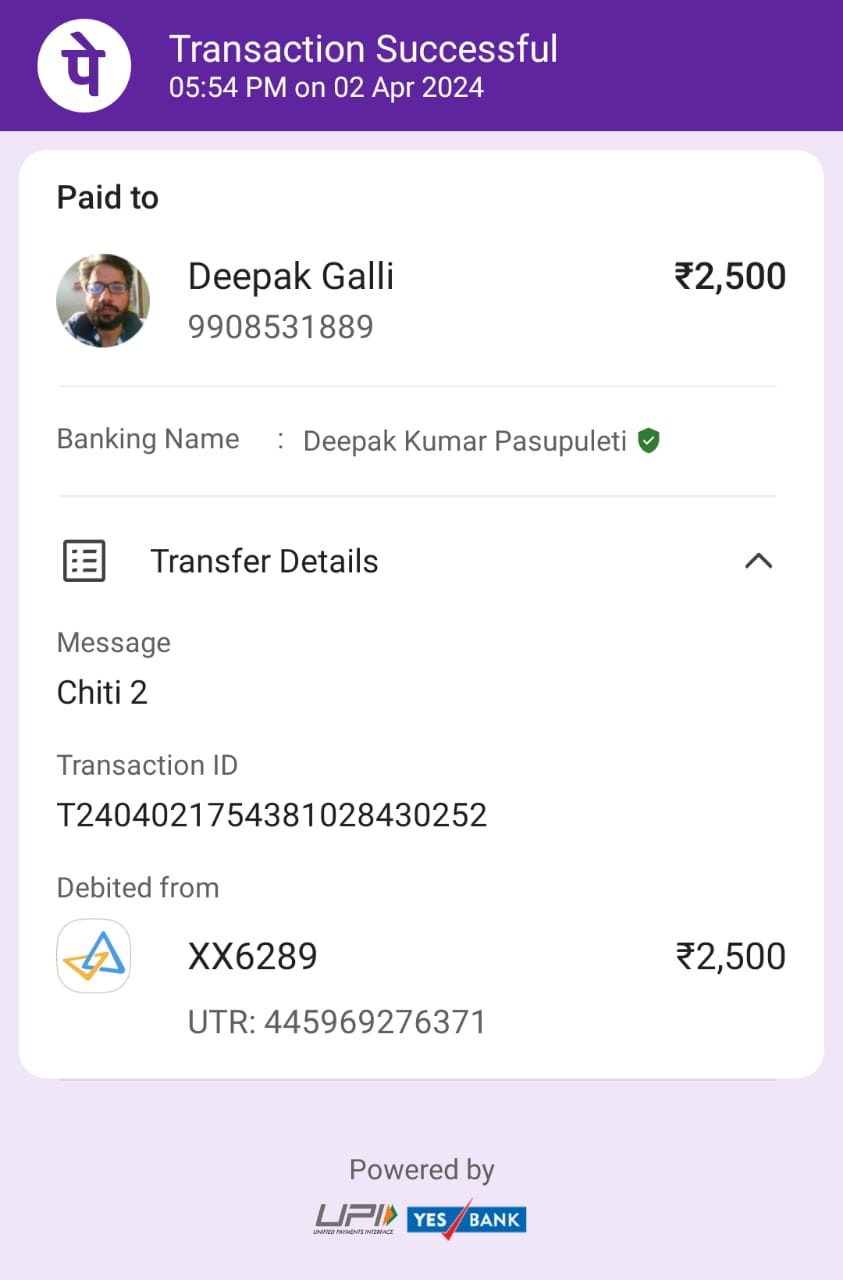 पे
Transaction Successful
05:54 PM on 02 Apr 2024
Paid to
Deepak Galli ₹2,500
9908531889
Banking Name : Deepak Kumar Pasupuleti
Transfer Details
Message
Chiti 2
Transaction ID
T2404021754381028430252
Debited from
XX6289 ₹2,500
UTR: 445969276371
Powered by
UPI YES BANK
UNIFIED PAYMENTS INTERFACE